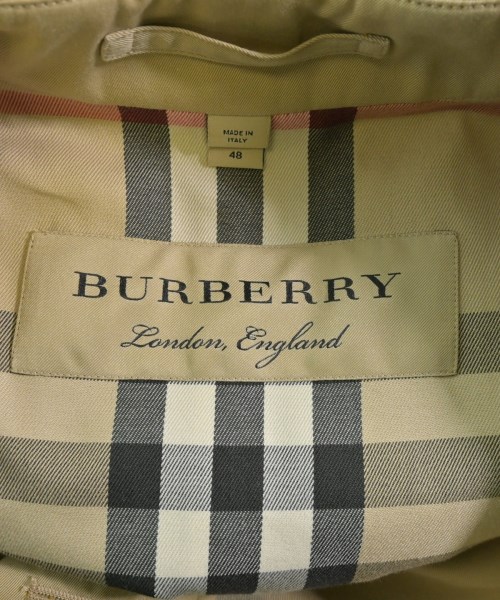 MADE IN
ITALY
48
BURBERRY
London, England